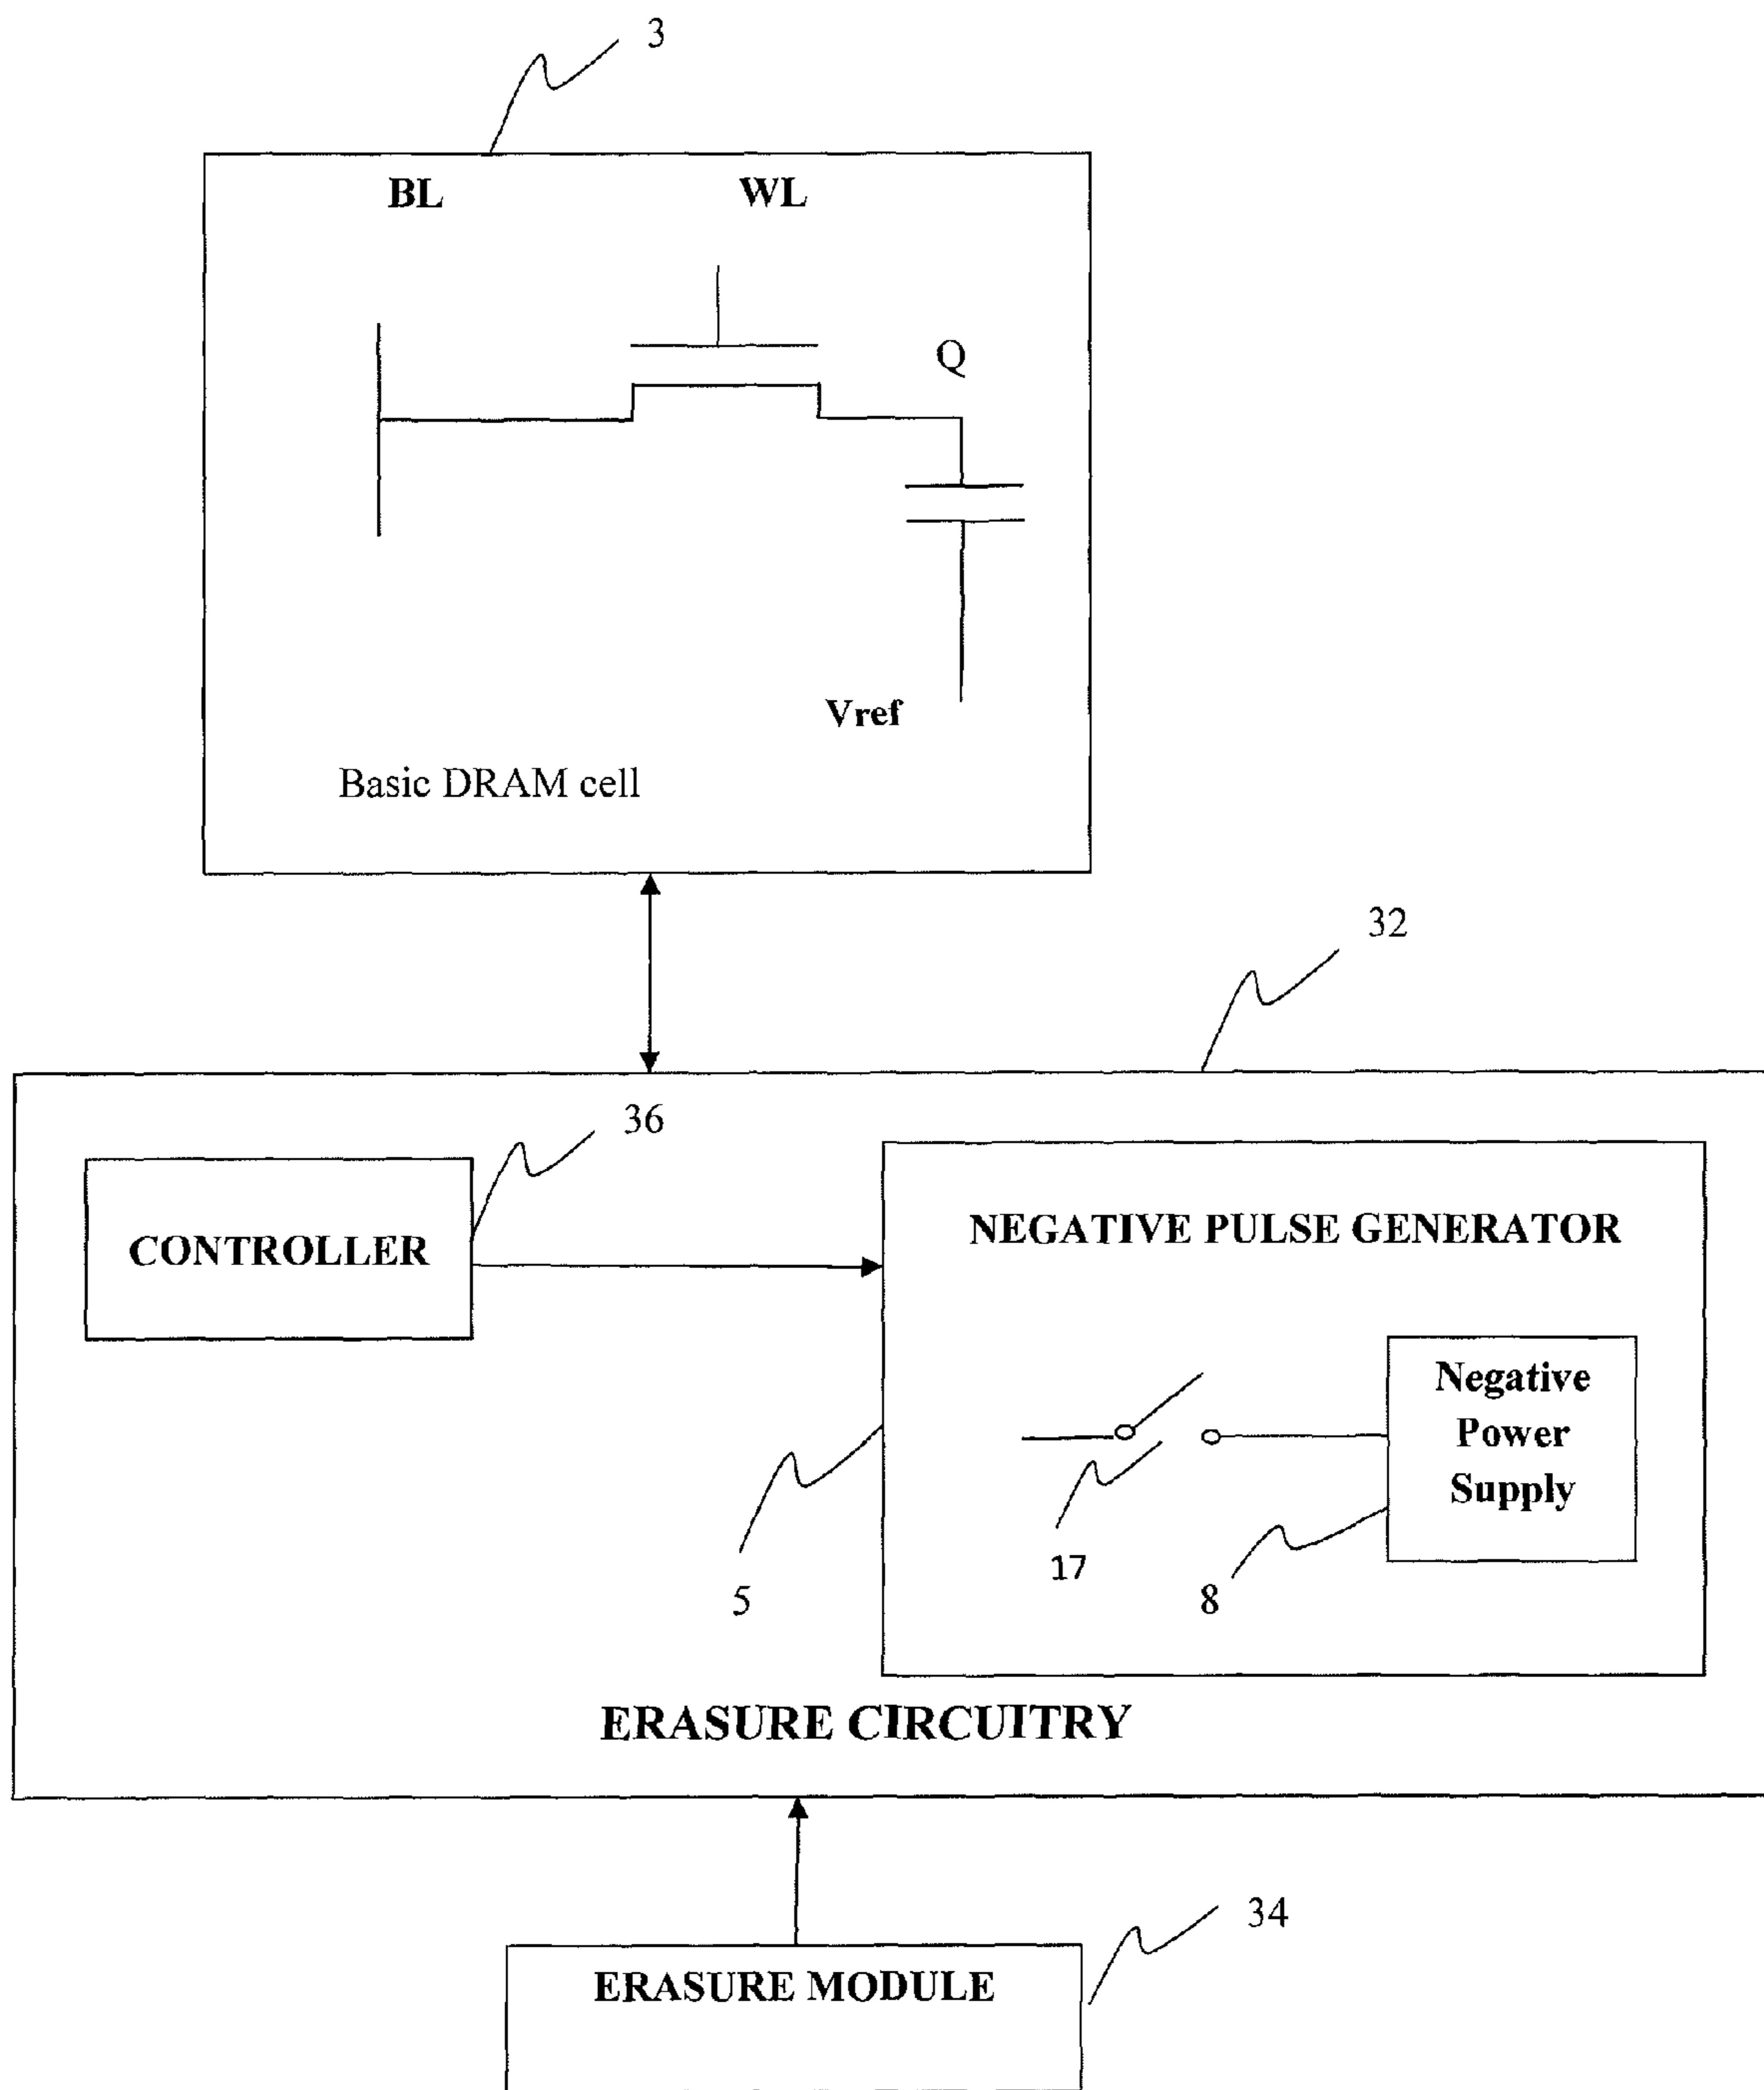 3
BL WL
Q
Vref
Basic DRAM cell
32
36
CONTROLLER
NEGATIVE PULSE GENERATOR
Negative
Power
Supply
17
8
5
ERASURE CIRCUITRY
34
ERASURE MODULE